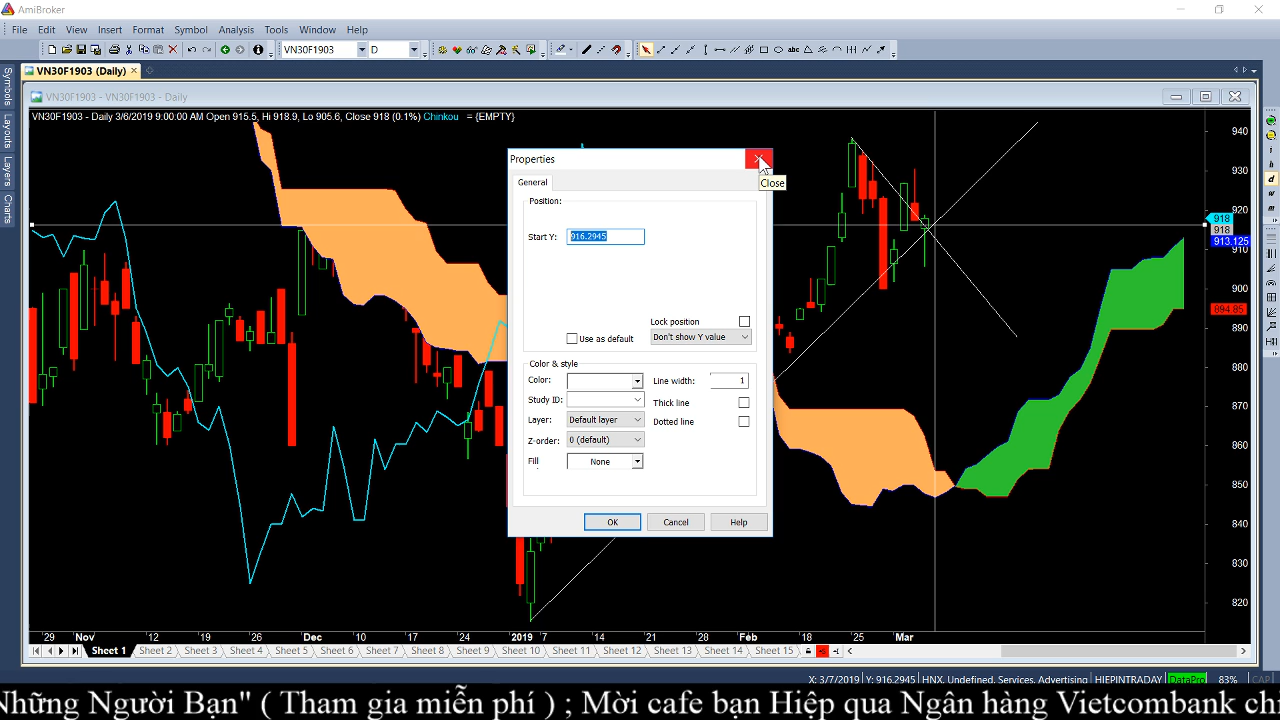 AmiBroker
File Edit View Insert Format Symbol Analysis Tools Window Help
VN30F1903 D
abc
VN30F1903 (Daily)
VN30F1903 - VN30F1903 - Daily
VN30F1903 - Daily 3/6/2019 9:00:00 AM Open 915.5, Hi 918.9, Lo 905.6, Close 918 (0.1%) Chinkou = {EMPTY}
Symbols
Layouts
Layers
Charts
Properties
Close
General
Position:
Start Y: 916.2945
Lock position
Use as default Don't show Y value
Color & style
Color: Line width: 1
Study ID: Thick line
Layer: Default layer Dotted line
Z-order: 0 (default)
Fill None
OK Cancel Help
940
930
920
918
918
913.125
910
900
894.85
890
880
870
860
850
840
830
820
i
h
d
w
m
29 Nov 12 19 26 Dec 10 17 24 2019 7 14 21 28 Feb 18 25 Mar
Sheet 1 Sheet 2 Sheet 3 Sheet 4 Sheet 5 Sheet 6 Sheet 7 Sheet 8 Sheet 9 Sheet 10 Sheet 11 Sheet 12 Sheet 13 Sheet 14 Sheet 15
X: 3/7/2019 Y: 916.2945 HNX, Undefined, Services, Advertising HIEPINTRADAY DataPro 83% CAP
Những Người Bạn" ( Tham gia miễn phí ) ; Mời cafe bạn Hiệp qua Ngân hàng Vietcombank